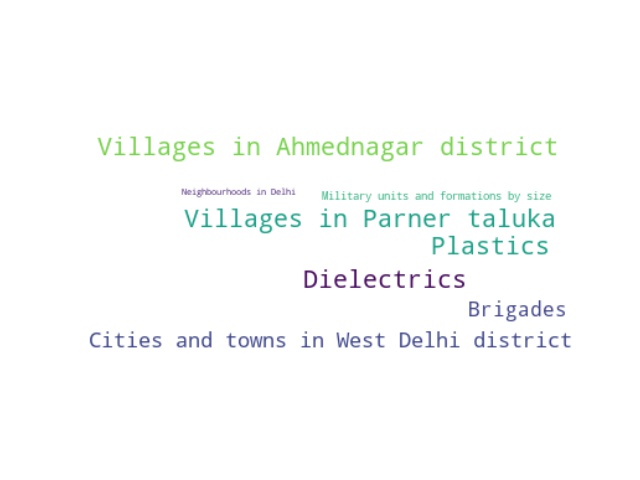 Villages in Ahmednagar district
Neighbourhoods in Delhi
Military units and formations by size
Villages in Parner taluka
Plastics
Dielectrics
Brigades
Cities and towns in West Delhi district